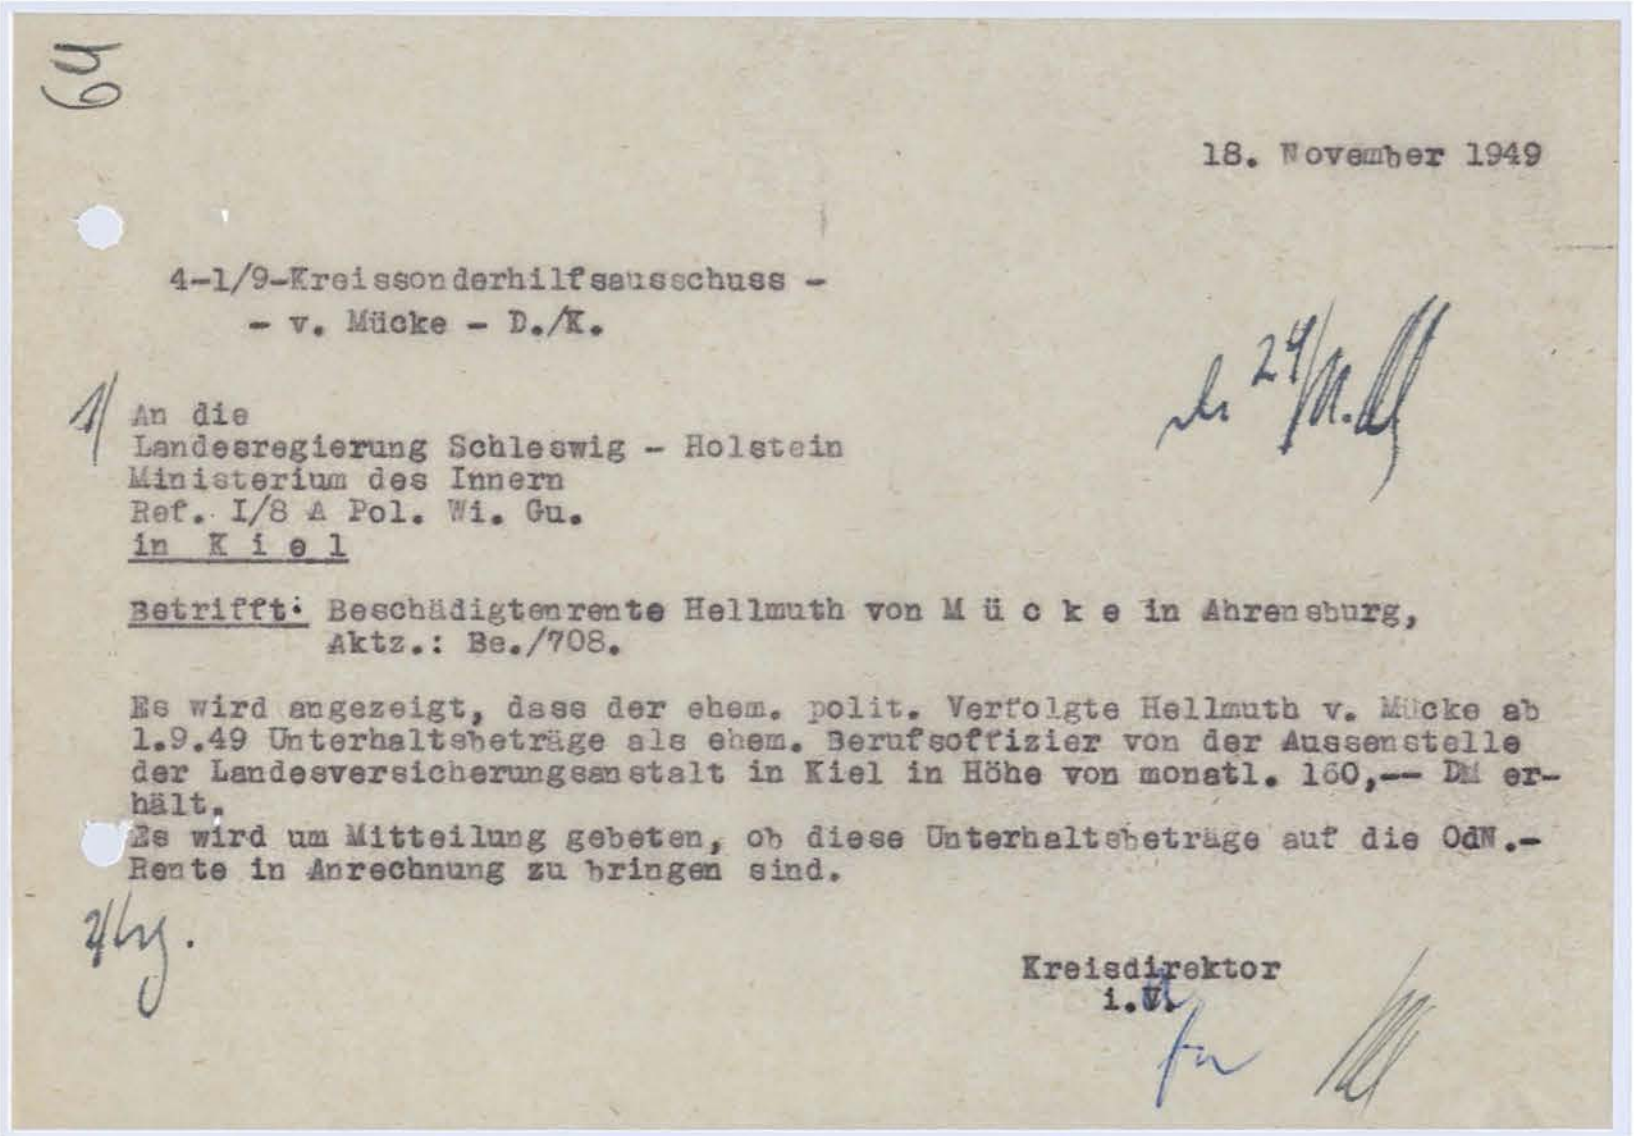 64
18. November 1949
4-1/9-Kreissonderhilfsausschuss -
- v. Mücke - D./K.
1/ An die
Landesregierung Schleswig - Holstein
Ministerium des Innern
Ref. I/8 A Pol. Wi. Gu.
in K i e l
Betrifft: Beschädigtenrente Hellmuth von M ü c k e in Ahrensburg,
Aktz.: Be./708.
Es wird angezeigt, dass der ehem. polit. Verfolgte Hellmuth v. Mücke ab
1.9.49 Unterhaltsbeträge als ehem. Berufsoffizier von der Aussenstelle
der Landesversicherungsanstalt in Kiel in Höhe von monatl. 160,-- DM er-
hält.
Es wird um Mitteilung gebeten, ob diese Unterhaltsbeträge auf die OdN.-
Rente in Anrechnung zu bringen sind.
Kreisdirektor
i.V.